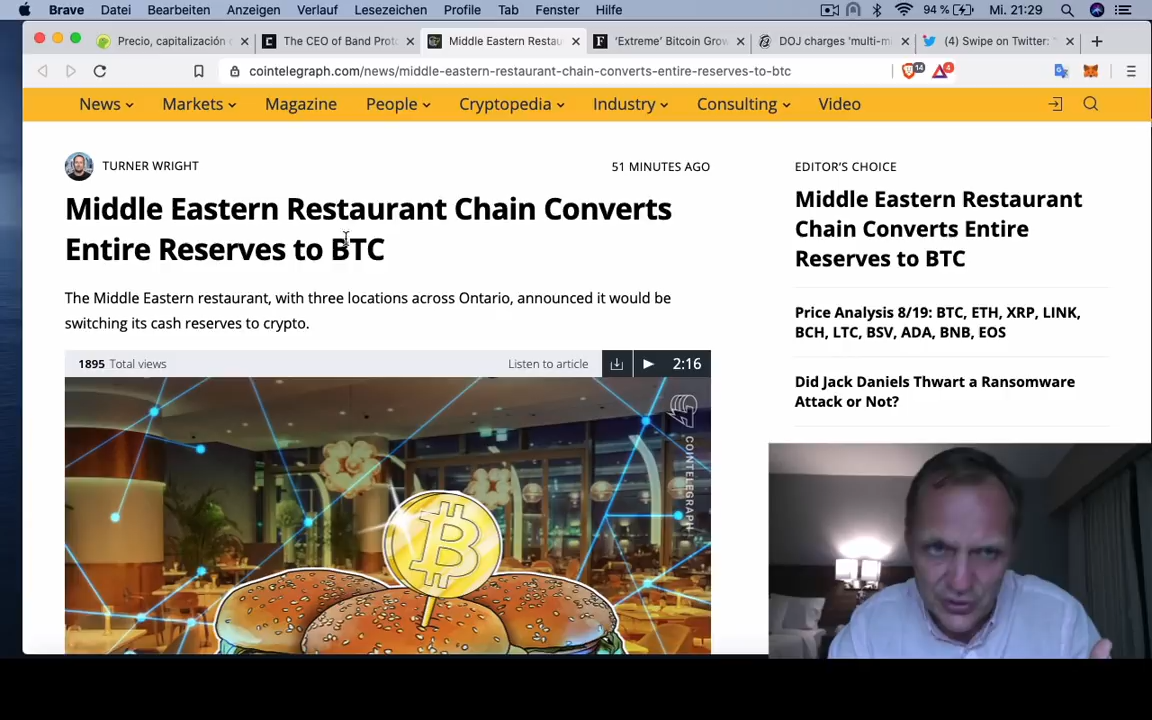 Brave Datei Bearbeiten Anzeigen Verlauf Lesezeichen Profile Tab Fenster Hilfe 94 % Mi. 21:29
Precio, capitalización
The CEO of Band Prot
Middle Eastern Restau
'Extreme' Bitcoin Grow
DOJ charges 'multi-m
(4) Swipe on Twitter: "
cointelegraph.com/news/middle-eastern-restaurant-chain-converts-entire-reserves-to-btc
14
4
News Markets Magazine People Cryptopedia Industry Consulting Video
TURNER WRIGHT
51 MINUTES AGO
Middle Eastern Restaurant Chain Converts
Entire Reserves to BTC
The Middle Eastern restaurant, with three locations across Ontario, announced it would be
switching its cash reserves to crypto.
1895 Total views
Listen to article
2:16
COINTELEGRAPH
EDITOR'S CHOICE
Middle Eastern Restaurant
Chain Converts Entire
Reserves to BTC
Price Analysis 8/19: BTC, ETH, XRP, LINK,
BCH, LTC, BSV, ADA, BNB, EOS
Did Jack Daniels Thwart a Ransomware
Attack or Not?